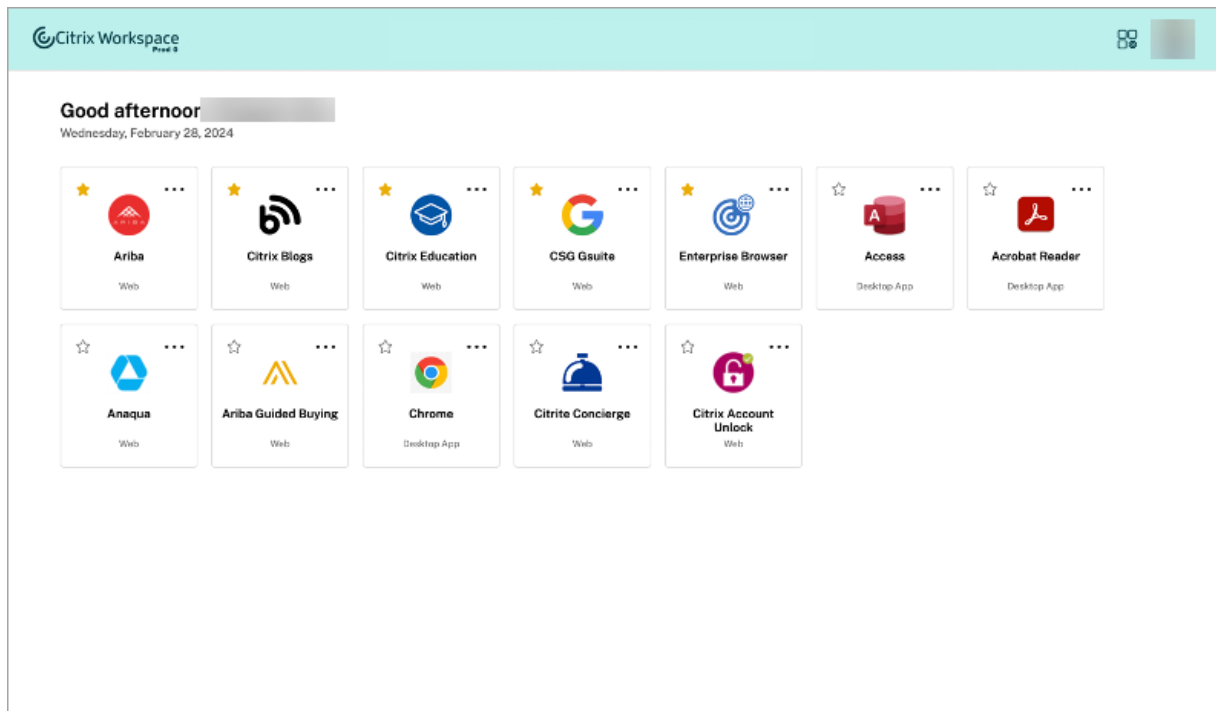 Citrix Workspace
Prod 8
Good afternoon
Wednesday, February 28, 2024
ARIBA
Ariba
Web
Citrix Blogs
Web
Citrix Education
Web
CSG Gsuite
Web
Enterprise Browser
Web
A
Access
Desktop App
Acrobat Reader
Desktop App
Anaqua
Web
Ariba Guided Buying
Web
Chrome
Desktop App
Citrite Concierge
Web
Citrix Account
Unlock
Web